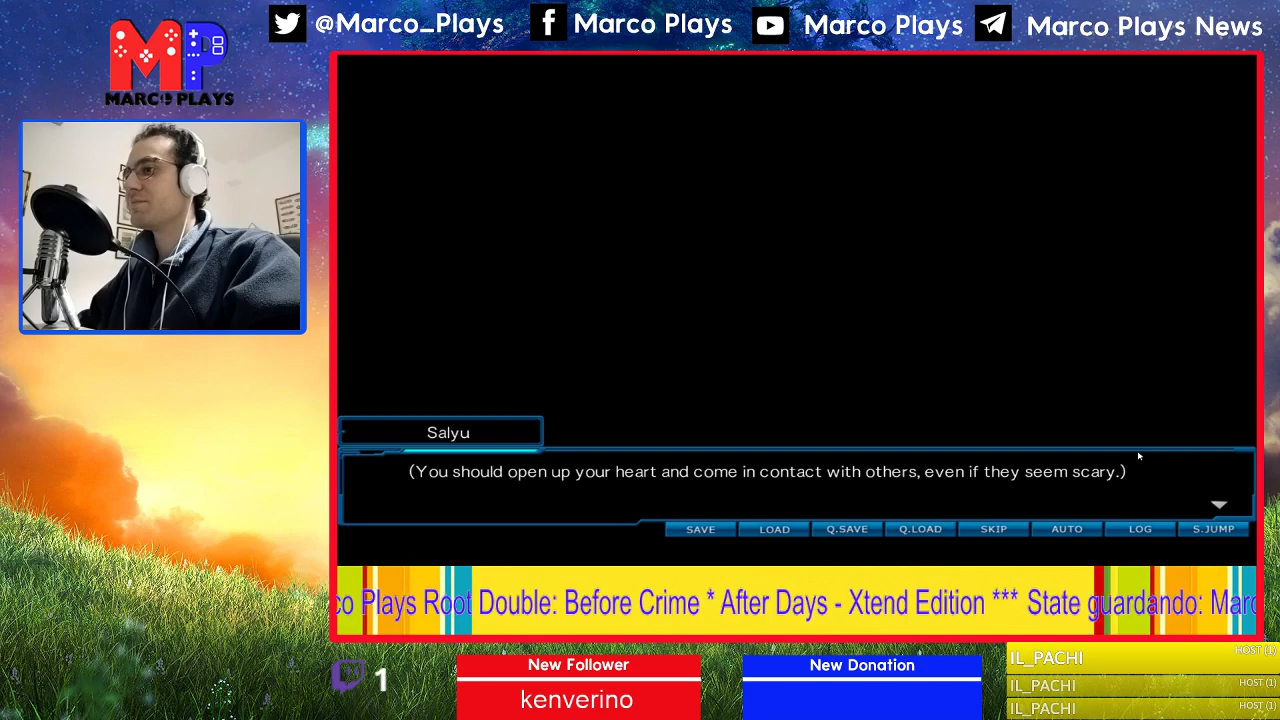 @Marco_Plays
Marco Plays
Marco Plays
Marco Plays News
MP
MARCO PLAYS
Salyu
(You should open up your heart and come in contact with others, even if they seem scary.)
SAVE LOAD Q.SAVE Q.LOAD SKIP AUTO LOG S.JUMP
co Plays Root Double: Before Crime * After Days - Xtend Edition *** State guardando: Marc
1
New Follower
kenverino
New Donation
IL_PACHI HOST (1)
IL_PACHI HOST (1)
IL_PACHI HOST (1)